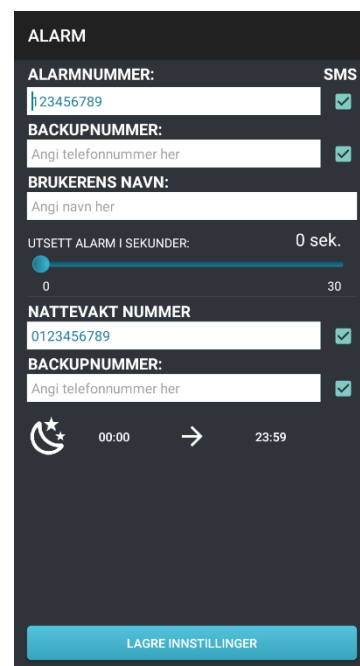 ALARM
ALARMNUMMER: SMS
123456789
BACKUPNUMMER:
Angi telefonnummer her
BRUKERENS NAVN:
Angi navn her
UTSETT ALARM I SEKUNDER: 0 sek.
0 30
NATTEVAKT NUMMER
0123456789
BACKUPNUMMER:
Angi telefonnummer her
00:00 → 23:59
LAGRE INNSTILLINGER